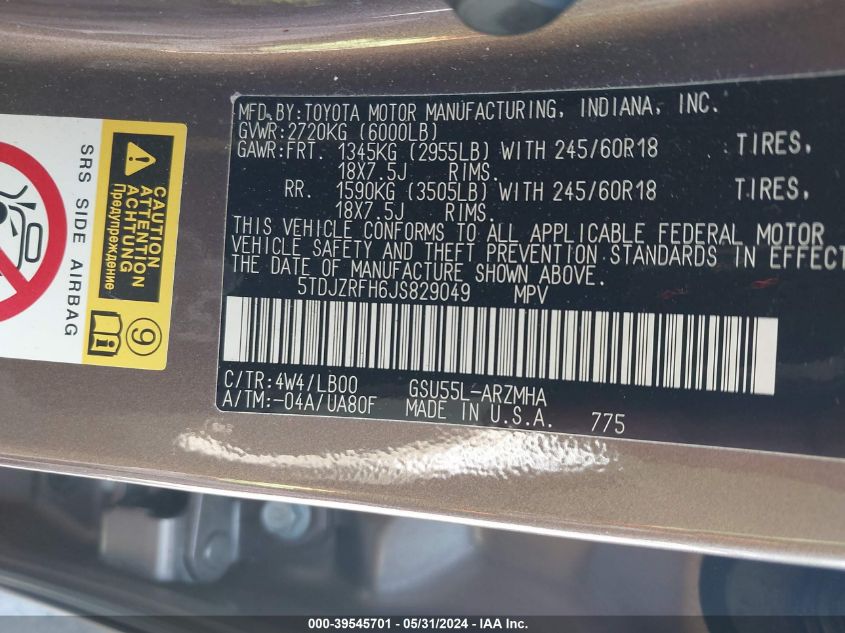 SRS SIDE AIRBAG
CAUTION
ATTENTION
ACHTUNG
Предупреждение
9
MFD. BY: TOYOTA MOTOR MANUFACTURING, INDIANA, INC.
GVWR: 2720KG (6000LB)
GAWR: FRT. 1345KG (2955LB) WITH 245/60R18 TIRES,
18X7.5J RIMS.
RR. 1590KG (3505LB) WITH 245/60R18 TIRES,
18X7.5J RIMS.
THIS VEHICLE CONFORMS TO ALL APPLICABLE FEDERAL MOTOR
VEHICLE SAFETY AND THEFT PREVENTION STANDARDS IN EFFECT
THE DATE OF MANUFACTURE SHOWN ABOVE.
5TDJZRFH6JS829049 MPV
C/TR: 4W4/LB00 GSU55L-ARZMHA
A/TM: -04A/UA80F MADE IN U.S.A. 775
000-39545701 - 05/31/2024 - IAA Inc.